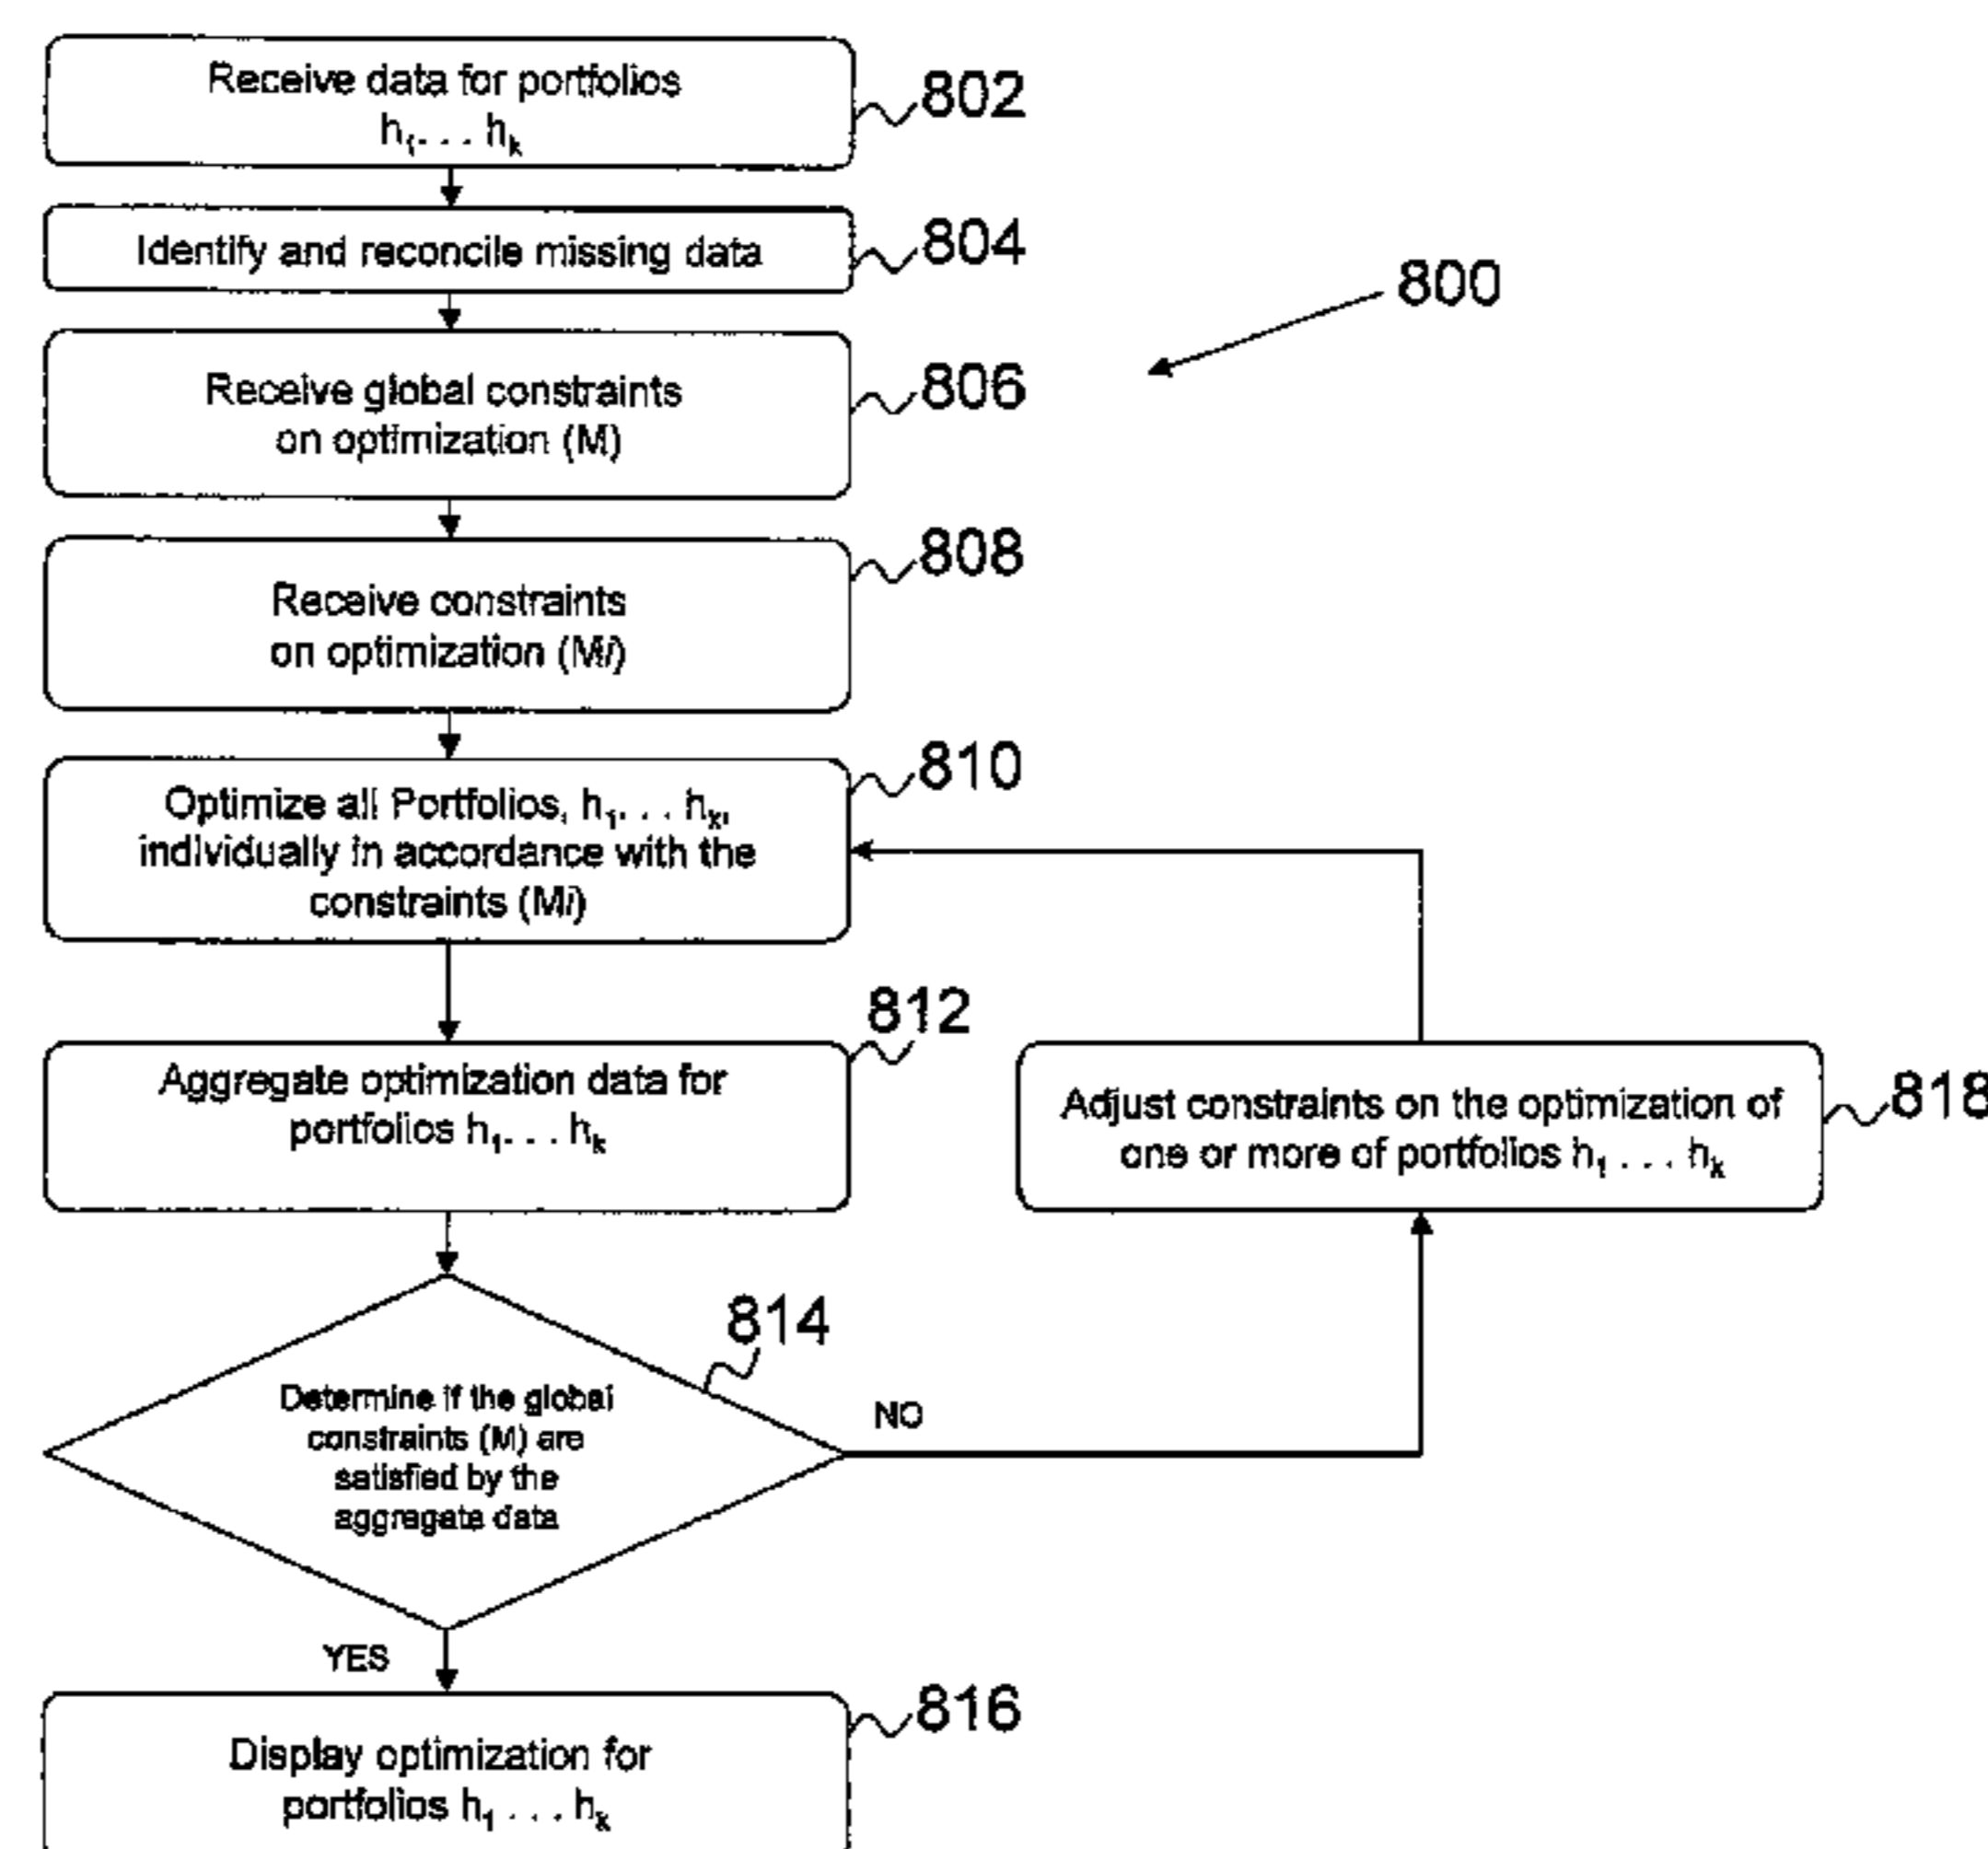 Receive data for portfolios
h₁. . . hₖ
802
Identify and reconcile missing data
804
800
Receive global constraints
on optimization (M)
806
Receive constraints
on optimization (Mi)
808
Optimize all Portfolios, h₁. . . hₖ,
individually in accordance with the
constraints (Mi)
810
Aggregate optimization data for
portfolios h₁. . . hₖ
812
Adjust constraints on the optimization of
one or more of portfolios h₁ . . . hₖ
818
Determine if the global
constraints (M) are
satisfied by the
aggregate data
814
NO
YES
Display optimization for
portfolios h₁ . . . hₖ
816